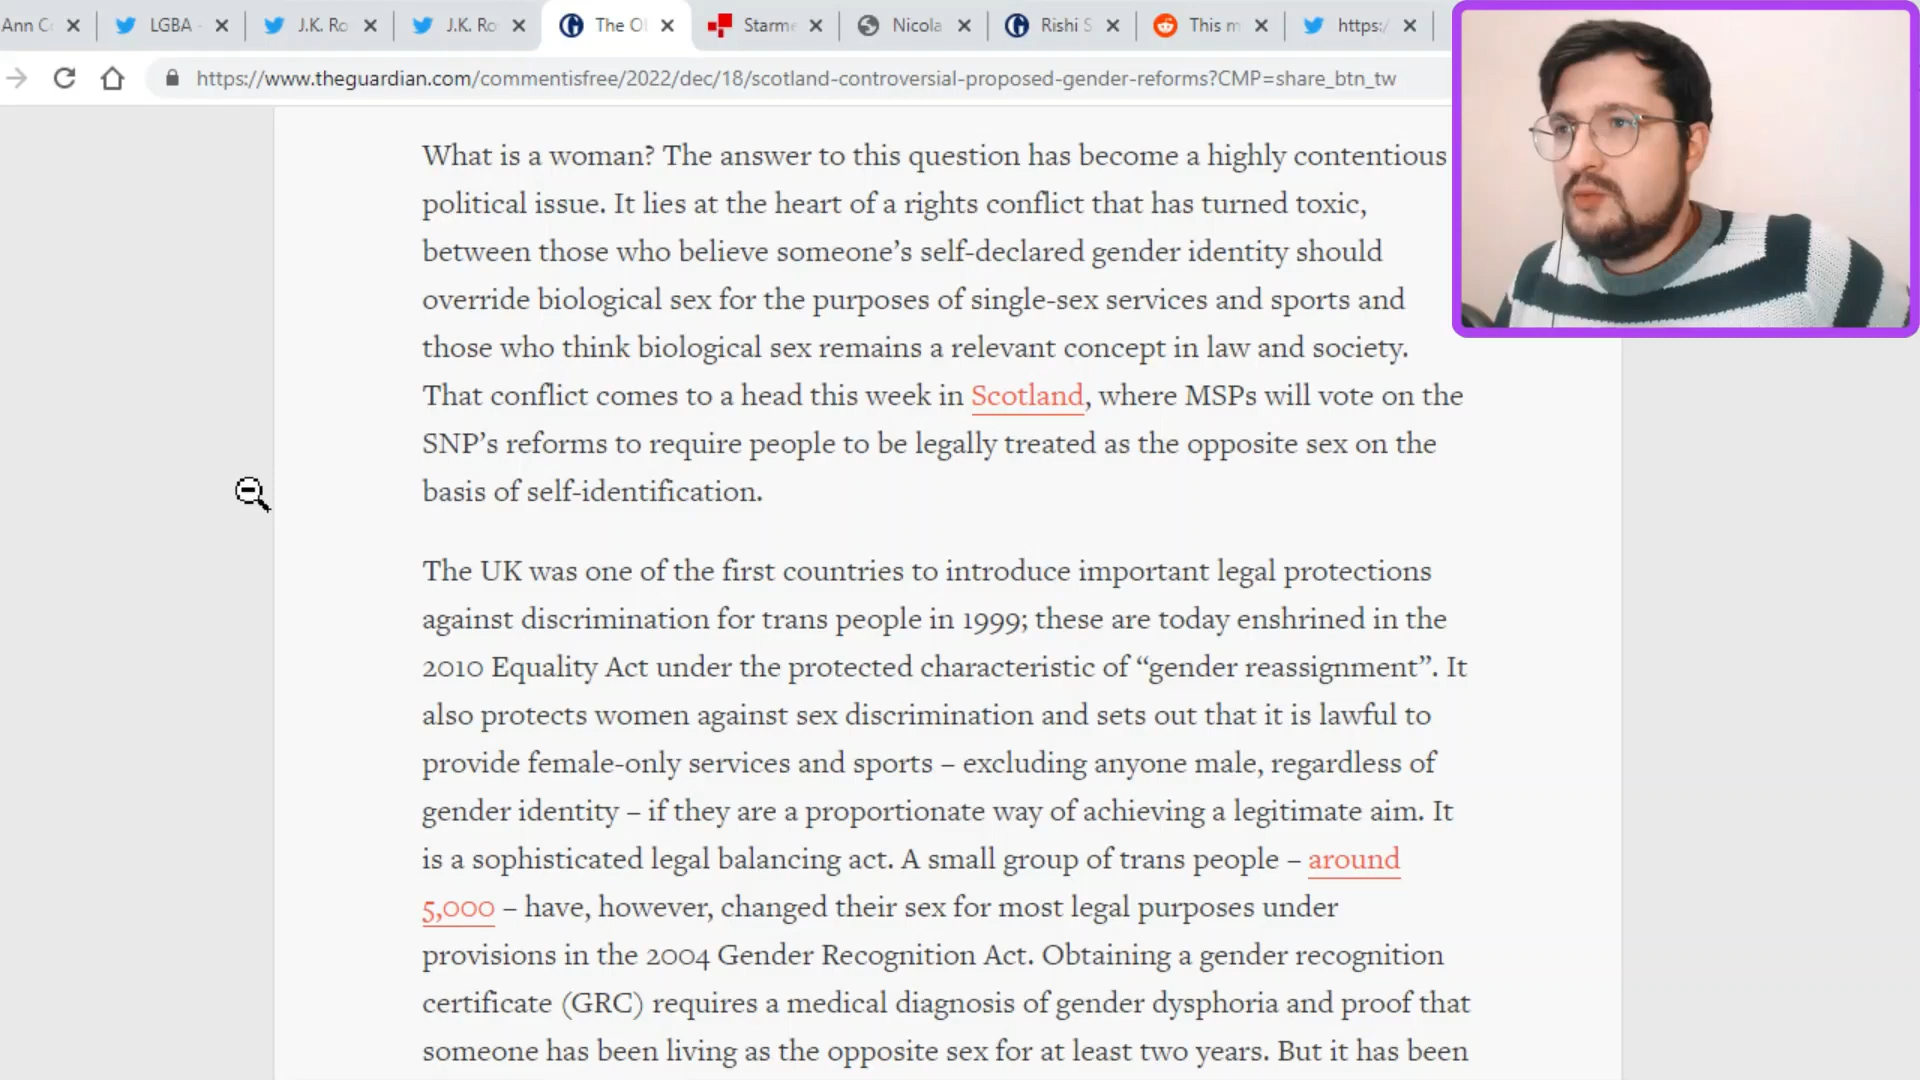 Ann C
LGBA -
J.K. Ro
J.K. Ro
The O
Starme
Nicola
Rishi S
This m
https:/
https://www.theguardian.com/commentisfree/2022/dec/18/scotland-controversial-proposed-gender-reforms?CMP=share_btn_tw
What is a woman? The answer to this question has become a highly contentious
political issue. It lies at the heart of a rights conflict that has turned toxic,
between those who believe someone’s self-declared gender identity should
override biological sex for the purposes of single-sex services and sports and
those who think biological sex remains a relevant concept in law and society.
That conflict comes to a head this week in Scotland, where MSPs will vote on the
SNP’s reforms to require people to be legally treated as the opposite sex on the
basis of self-identification.
The UK was one of the first countries to introduce important legal protections
against discrimination for trans people in 1999; these are today enshrined in the
2010 Equality Act under the protected characteristic of “gender reassignment”. It
also protects women against sex discrimination and sets out that it is lawful to
provide female-only services and sports – excluding anyone male, regardless of
gender identity – if they are a proportionate way of achieving a legitimate aim. It
is a sophisticated legal balancing act. A small group of trans people – around
5,000 – have, however, changed their sex for most legal purposes under
provisions in the 2004 Gender Recognition Act. Obtaining a gender recognition
certificate (GRC) requires a medical diagnosis of gender dysphoria and proof that
someone has been living as the opposite sex for at least two years. But it has been